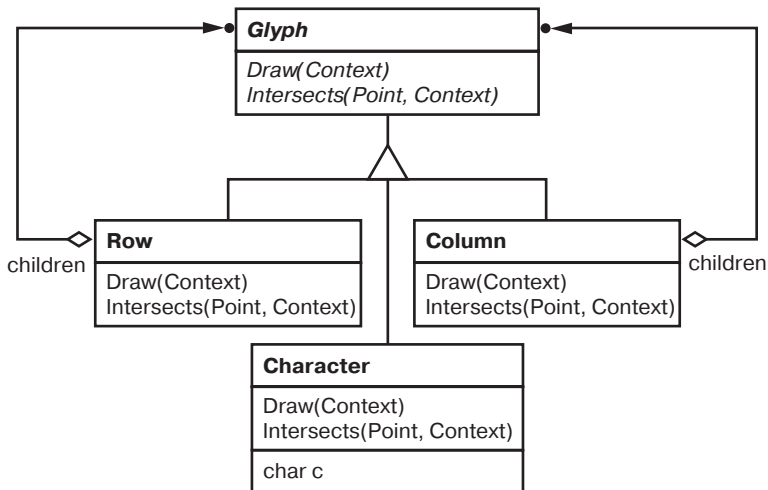 Glyph
Draw(Context)
Intersects(Point, Context)
Row
Draw(Context)
Intersects(Point, Context)
children
Column
Draw(Context)
Intersects(Point, Context)
children
Character
Draw(Context)
Intersects(Point, Context)
char c